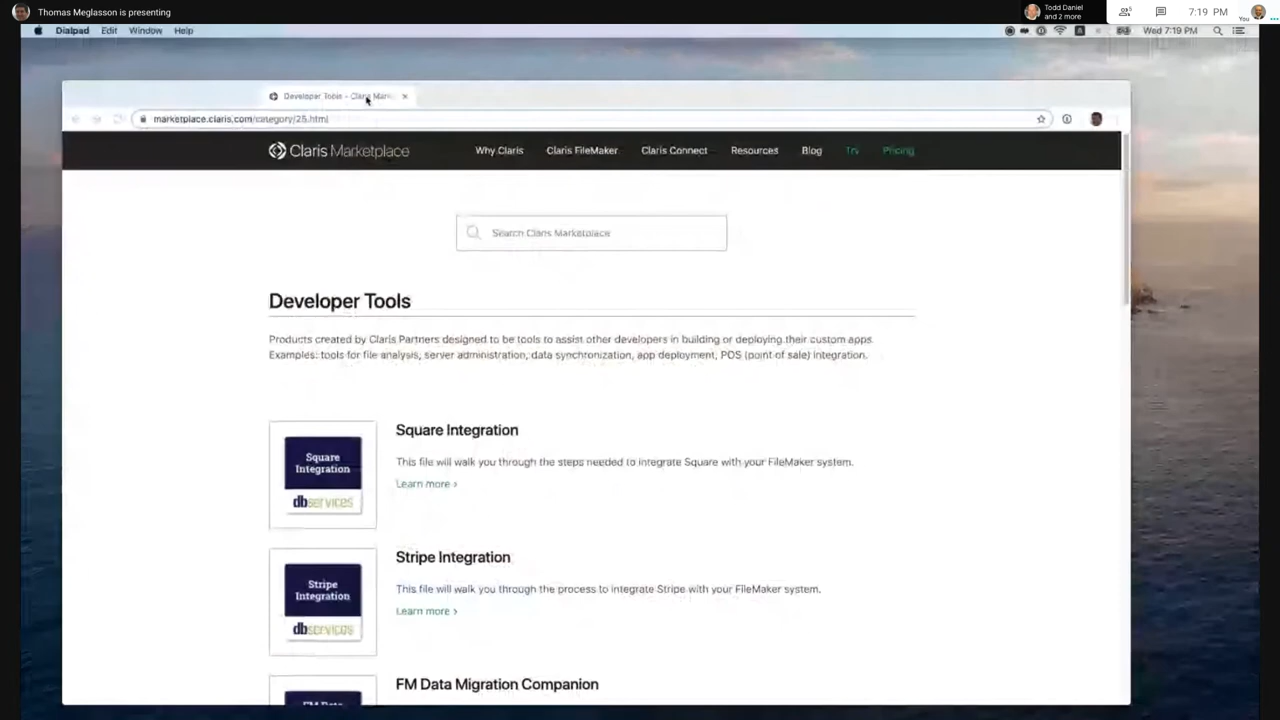 Thomas Meglasson is presenting
Todd Daniel
and 2 more
7:19 PM
You
Dialpad Edit Window Help
Wed 7:19 PM
Developer Tools - Claris Mark
marketplace.claris.com/category/25.html
Claris Marketplace
Why Claris Claris FileMaker Claris Connect Resources Blog Try Pricing
Search Claris Marketplace
Developer Tools
Products created by Claris Partners designed to be tools to assist other developers in building or deploying their custom apps.
Examples: tools for file analysis, server administration, data synchronization, app deployment, POS (point of sale) integration.
Square
Integration
dbservices
Square Integration
This file will walk you through the steps needed to integrate Square with your FileMaker system.
Learn more ›
Stripe
Integration
dbservices
Stripe Integration
This file will walk you through the process to integrate Stripe with your FileMaker system.
Learn more ›
FM Data
FM Data Migration Companion